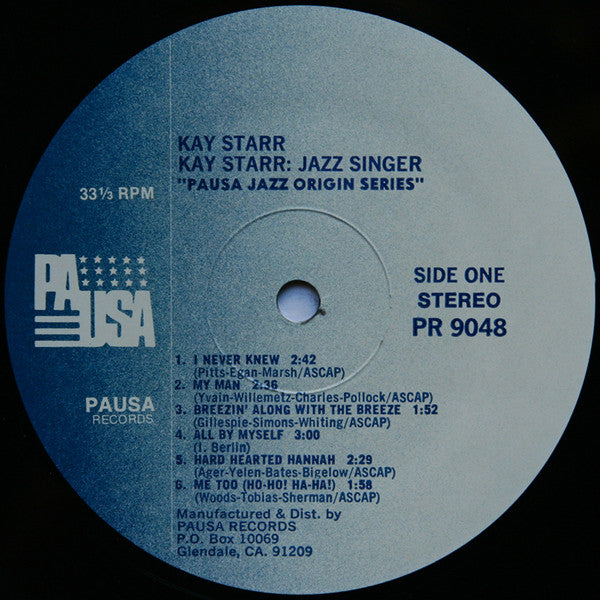 KAY STARR
KAY STARR: JAZZ SINGER
"PAUSA JAZZ ORIGIN SERIES"
33⅓ RPM
PAUSA
SIDE ONE
STEREO
PR 9048
PAUSA
RECORDS
1. I NEVER KNEW 2:42
(Pitts-Egan-Marsh/ASCAP)
2. MY MAN 2:36
(Yvain-Willemetz-Charles-Pollock/ASCAP)
3. BREEZIN' ALONG WITH THE BREEZE 1:52
(Gillespie-Simons-Whiting/ASCAP)
4. ALL BY MYSELF 3:00
(I. Berlin)
5. HARD HEARTED HANNAH 2:29
(Ager-Yelen-Bates-Bigelow/ASCAP)
6. ME TOO (HO-HO! HA-HA!) 1:58
(Woods-Tobias-Sherman/ASCAP)
Manufactured & Dist. by
PAUSA RECORDS
P.O. Box 10069
Glendale, CA. 91209